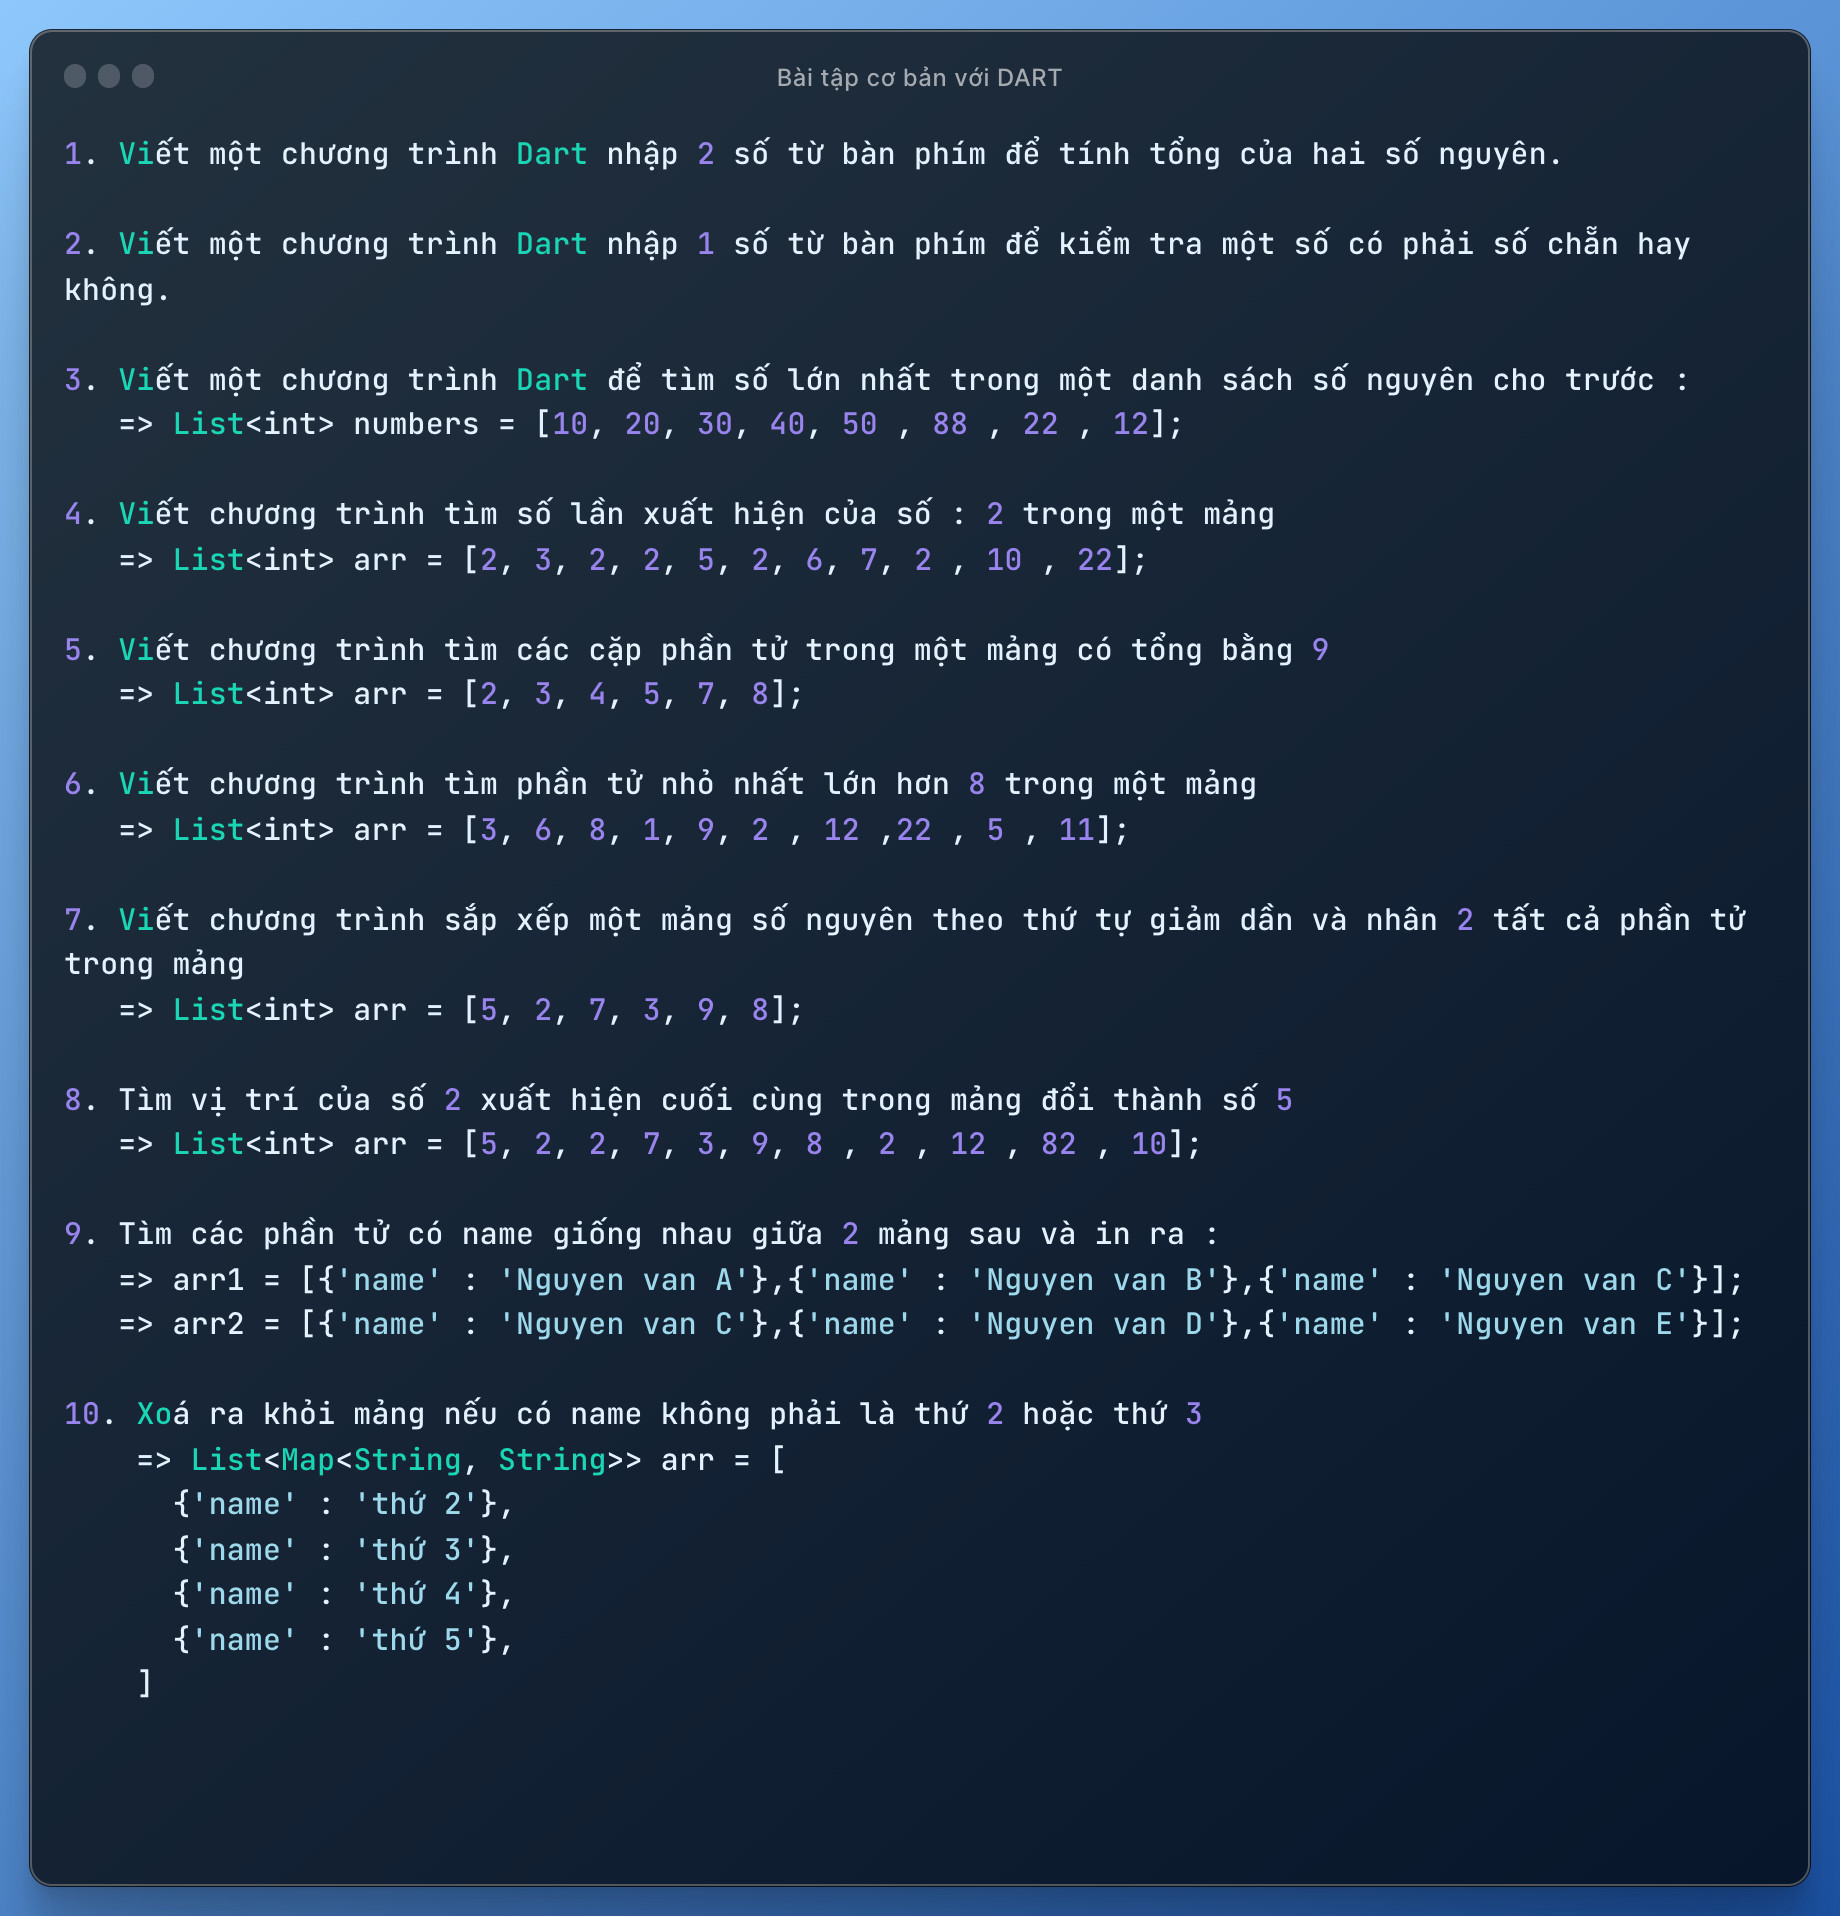 Bài tập cơ bản với DART
1. Viết một chương trình Dart nhập 2 số từ bàn phím để tính tổng của hai số nguyên.
2. Viết một chương trình Dart nhập 1 số từ bàn phím để kiểm tra một số có phải số chẵn hay
không.
3. Viết một chương trình Dart để tìm số lớn nhất trong một danh sách số nguyên cho trước :
=> List<int> numbers = [10, 20, 30, 40, 50 , 88 , 22 , 12];
4. Viết chương trình tìm số lần xuất hiện của số : 2 trong một mảng
=> List<int> arr = [2, 3, 2, 2, 5, 2, 6, 7, 2 , 10 , 22];
5. Viết chương trình tìm các cặp phần tử trong một mảng có tổng bằng 9
=> List<int> arr = [2, 3, 4, 5, 7, 8];
6. Viết chương trình tìm phần tử nhỏ nhất lớn hơn 8 trong một mảng
=> List<int> arr = [3, 6, 8, 1, 9, 2 , 12 ,22 , 5 , 11];
7. Viết chương trình sắp xếp một mảng số nguyên theo thứ tự giảm dần và nhân 2 tất cả phần tử
trong mảng
=> List<int> arr = [5, 2, 7, 3, 9, 8];
8. Tìm vị trí của số 2 xuất hiện cuối cùng trong mảng đổi thành số 5
=> List<int> arr = [5, 2, 2, 7, 3, 9, 8 , 2 , 12 , 82 , 10];
9. Tìm các phần tử có name giống nhau giữa 2 mảng sau và in ra :
=> arr1 = [{'name' : 'Nguyen van A'},{'name' : 'Nguyen van B'},{'name' : 'Nguyen van C'}];
=> arr2 = [{'name' : 'Nguyen van C'},{'name' : 'Nguyen van D'},{'name' : 'Nguyen van E'}];
10. Xoá ra khỏi mảng nếu có name không phải là thứ 2 hoặc thứ 3
=> List<Map<String, String>> arr = [
{'name' : 'thứ 2'},
{'name' : 'thứ 3'},
{'name' : 'thứ 4'},
{'name' : 'thứ 5'},
]